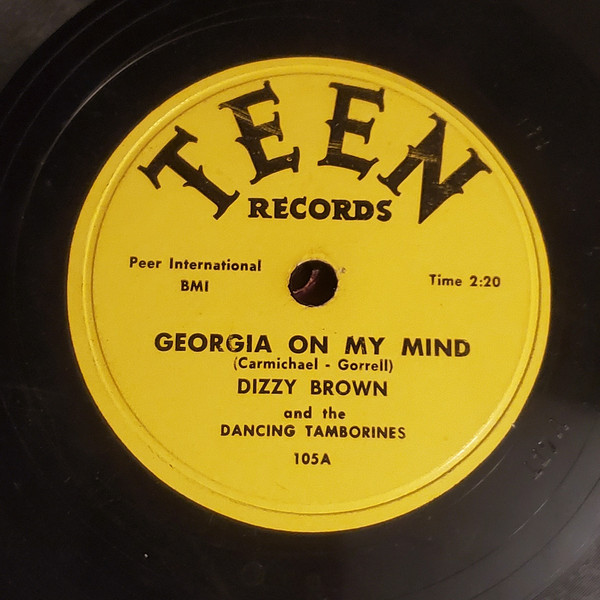 TEEN
RECORDS
Peer International
BMI
Time 2:20
GEORGIA ON MY MIND
(Carmichael - Gorrell)
DIZZY BROWN
and the
DANCING TAMBORINES
105A